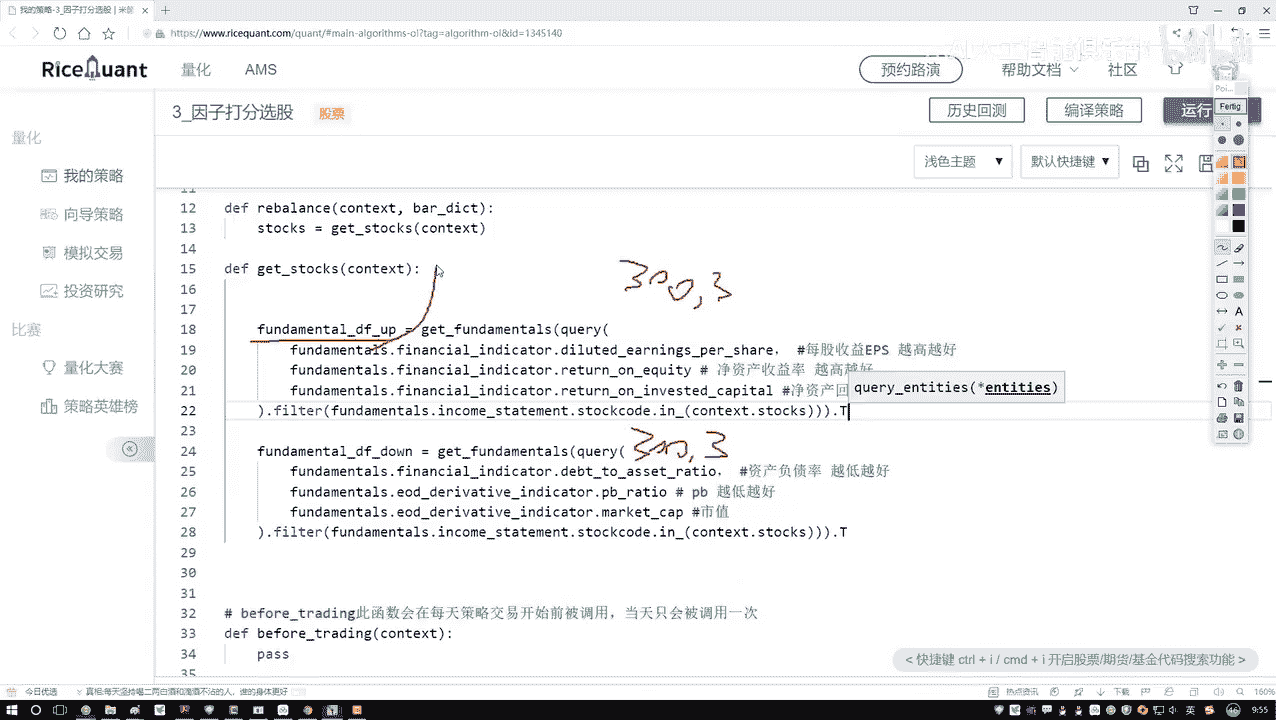 我的策略-3_因子打分选股 | 米筐
https://www.ricequant.com/quant/#main-algorithms-ol?tag=algorithm-ol&id=1345140
RiceQuant 量化 AMS 预约路演 帮助文档 社区
3_因子打分选股 股票 历史回测 编译策略 运行
浅色主题 默认快捷键
量化
我的策略
向导策略
模拟交易
投资研究
比赛
量化大赛
策略英雄榜
Fertig
11
12 def rebalance(context, bar_dict):
13 stocks = get_stocks(context)
14
15 def get_stocks(context):
300,3
16
17
18 fundamental_df_up = get_fundamentals(query(
19 fundamentals.financial_indicator.diluted_earnings_per_share, #每股收益EPS 越高越好
20 fundamentals.financial_indicator.return_on_equity # 净资产收益率 越高越好
21 fundamentals.financial_indicator.return_on_invested_capital #净资产回
query_entities(*entities)
22 ).filter(fundamentals.income_statement.stockcode.in_(context.stocks))).T
23
24 fundamental_df_down = get_fundamentals(query(
300,3
25 fundamentals.financial_indicator.debt_to_asset_ratio, #资产负债率 越低越好
26 fundamentals.eod_derivative_indicator.pb_ratio # pb 越低越好
27 fundamentals.eod_derivative_indicator.market_cap #市值
28 ).filter(fundamentals.income_statement.stockcode.in_(context.stocks))).T
29
30
31
32 # before_trading此函数会在每天策略交易开始前被调用，当天只会被调用一次
33 def before_trading(context):
34 pass
35
< 快捷键 ctrl + i / cmd + i 开启股票/期货/基金代码搜索功能 >
今日优选 热点资讯 下载 160%
英 9:55